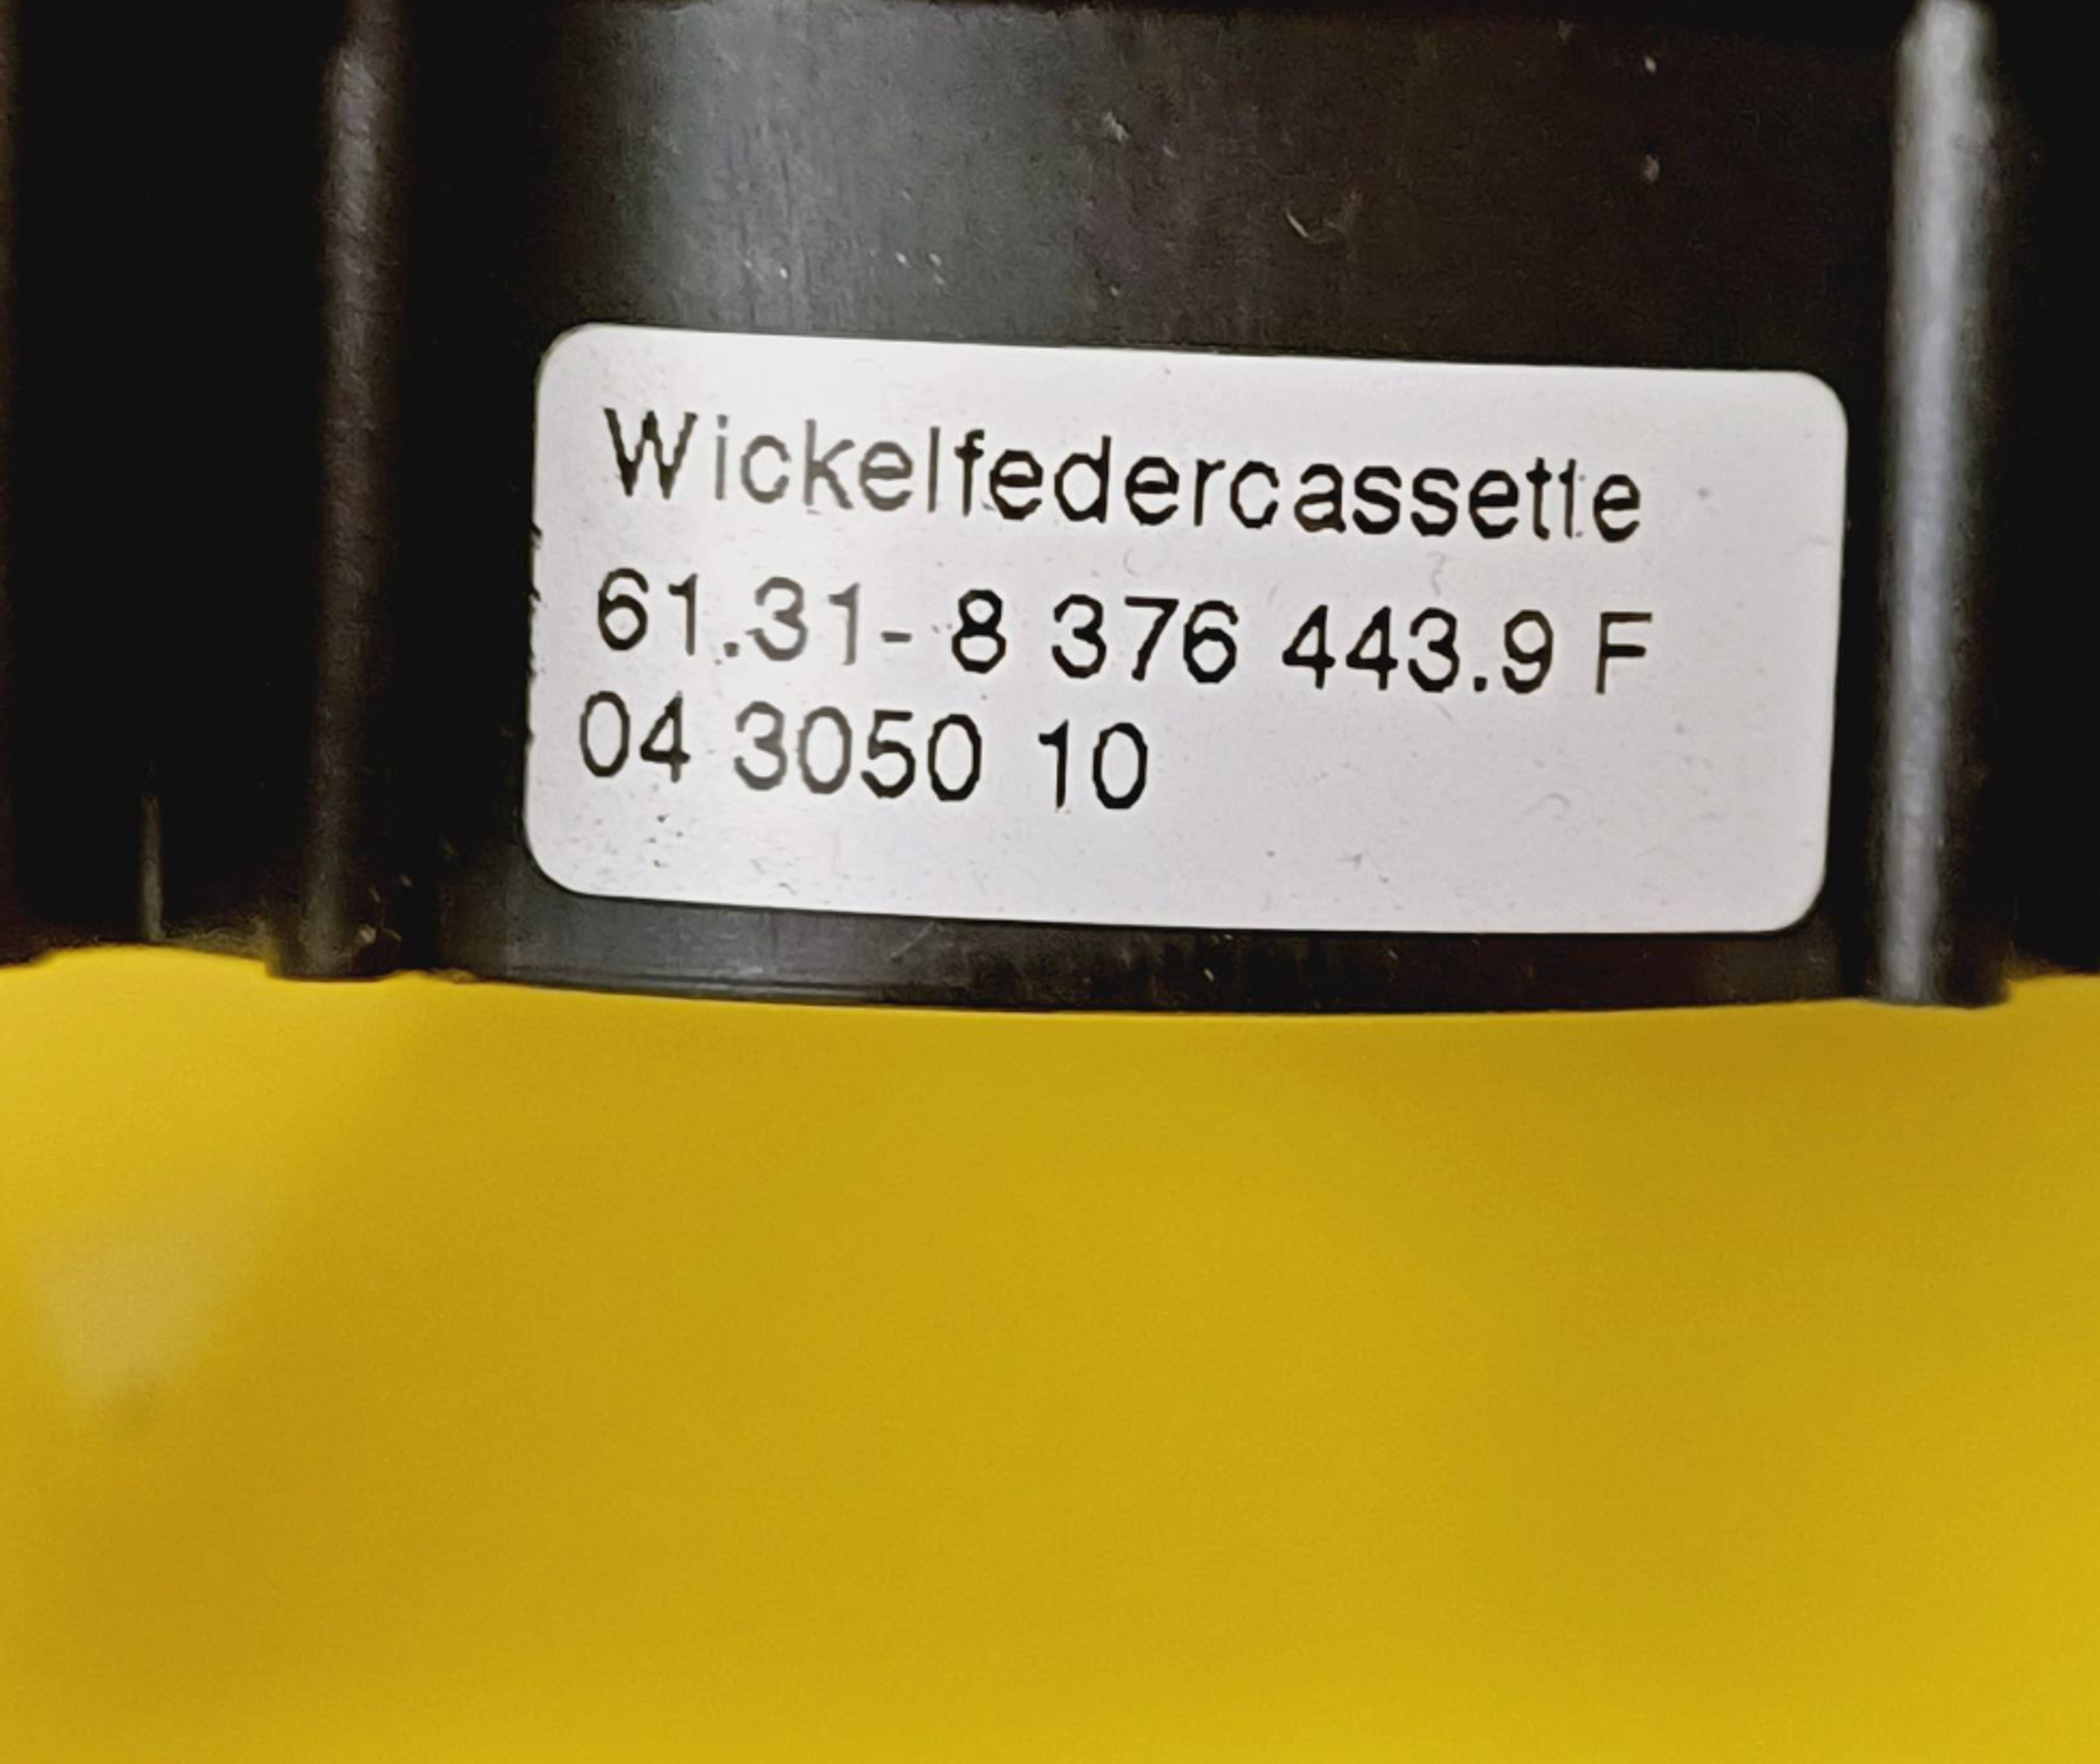 Wickelfedercassette
61.31- 8 376 443.9 F
04 3050 10